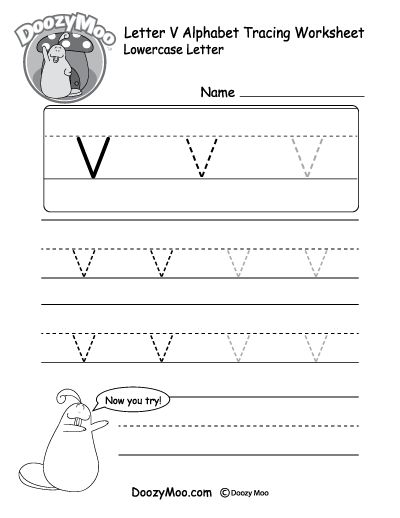 DoozyMoo
Letter V Alphabet Tracing Worksheet
Lowercase Letter
Name
v v v
v v v v
v v v v
Now you try!
DoozyMoo.com © Doozy Moo